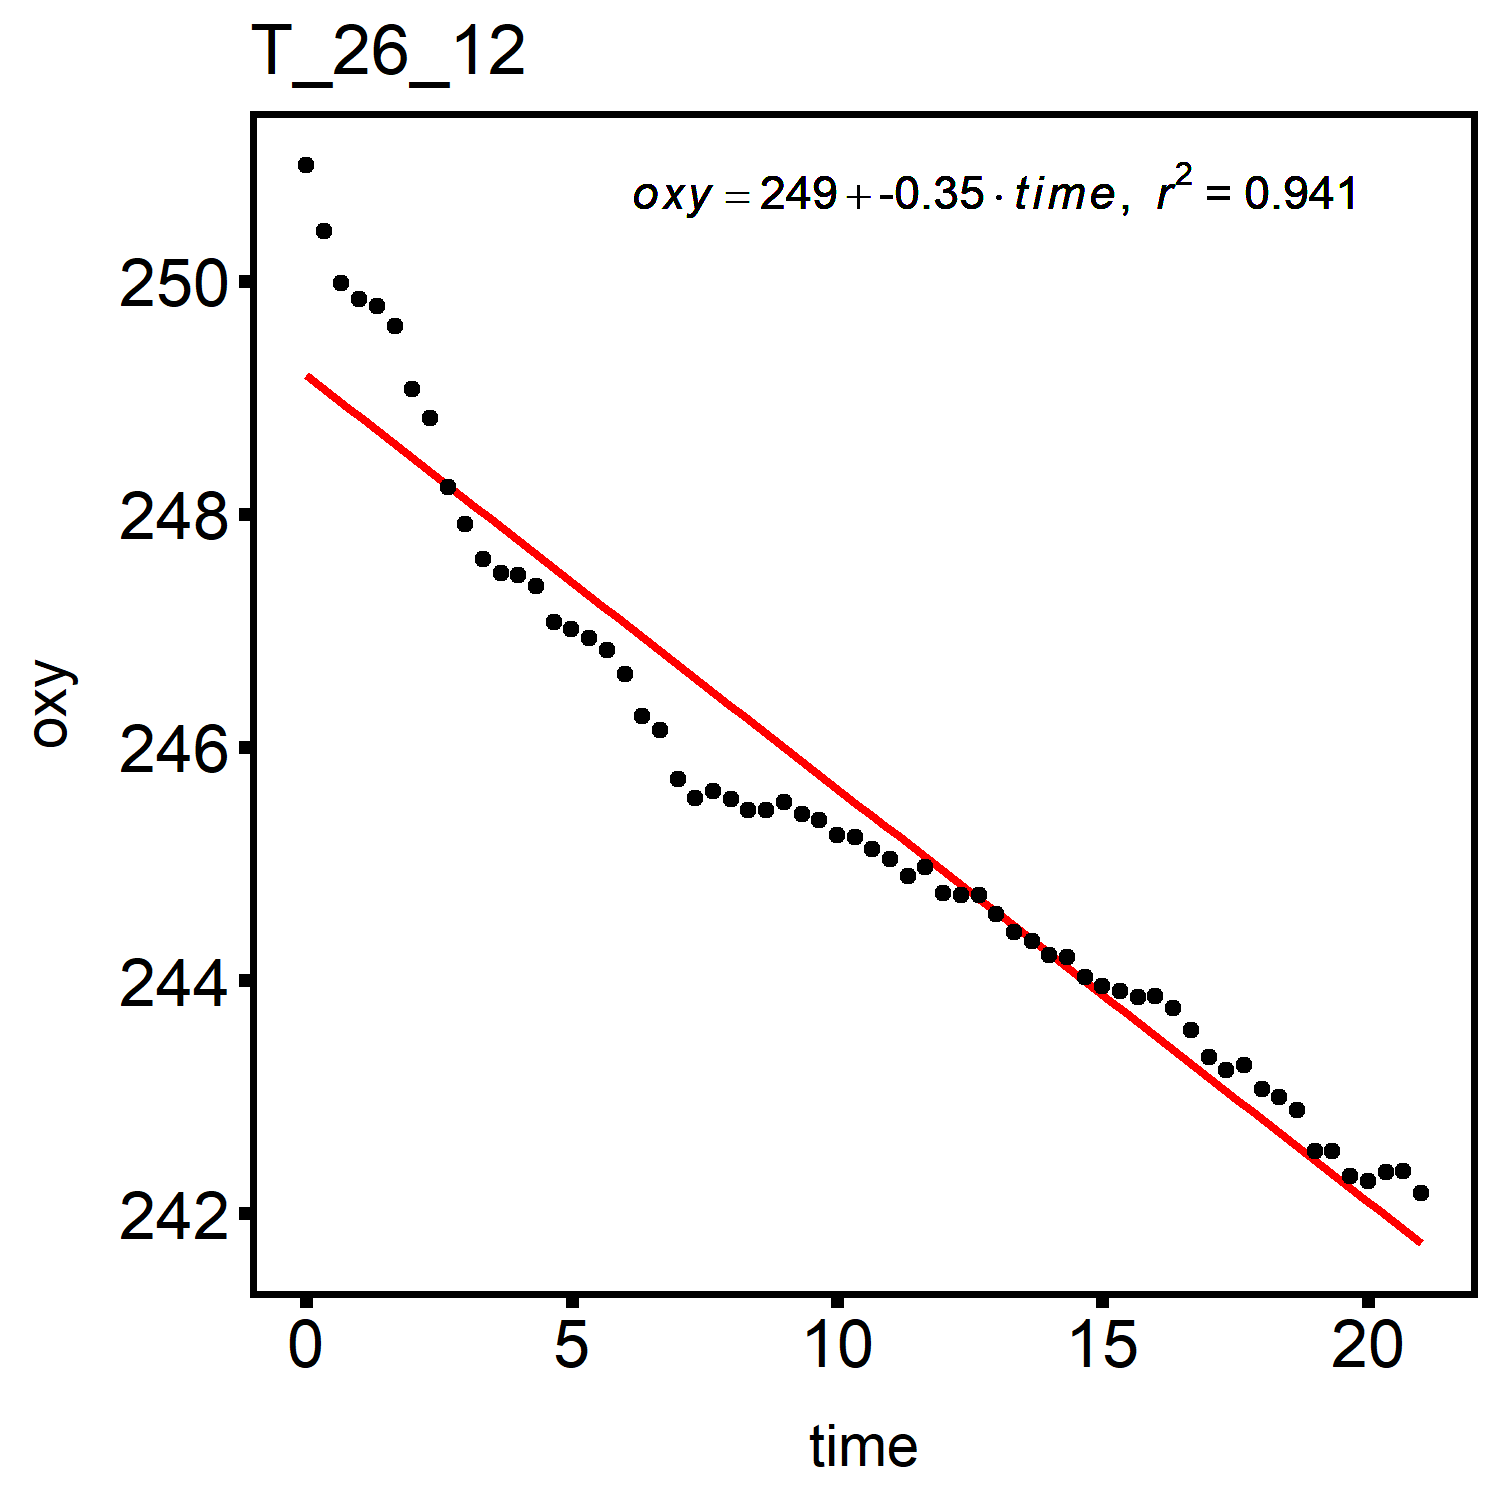 T_26_12
oxy = 249 + -0.35 · time, r² = 0.941
250
248
246
244
242
oxy
0 5 10 15 20
time